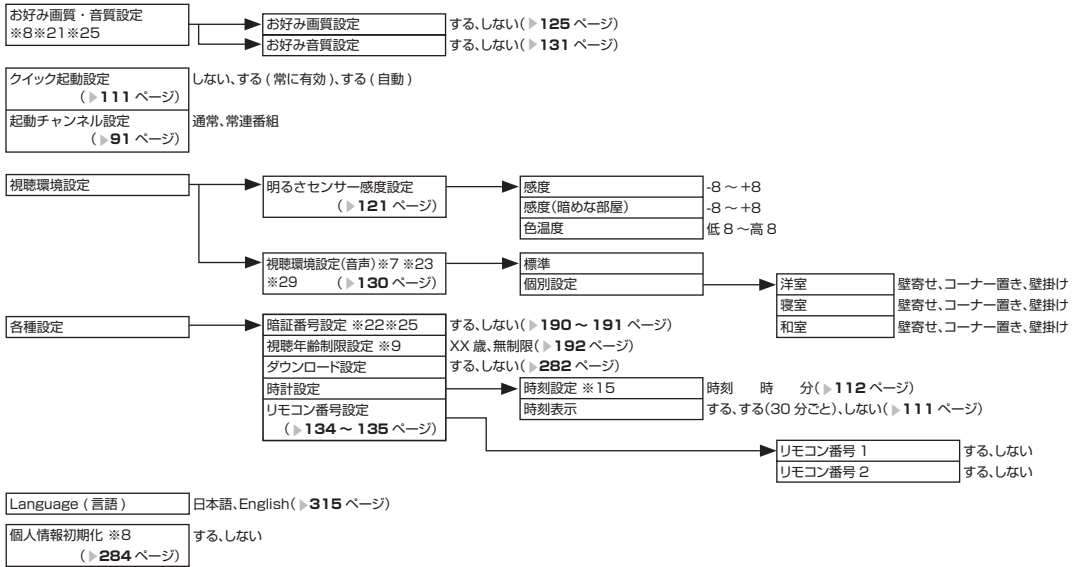 お好み画質・音質設定
※8※21※25
お好み画質設定 する、しない(▶125 ページ)
お好み音質設定 する、しない(▶131 ページ)
クイック起動設定 しない、する ( 常に有効 )、する ( 自動 )
(▶111 ページ)
起動チャンネル設定 通常、常連番組
(▶91 ページ)
視聴環境設定
明るさセンサー感度設定
(▶121 ページ)
感度 -8 ~ +8
感度(暗めな部屋) -8 ~ +8
色温度 低 8 ~高 8
視聴環境設定(音声)※7 ※23
※29 (▶130 ページ)
標準
個別設定
洋室 壁寄せ、コーナー置き、壁掛け
寝室 壁寄せ、コーナー置き、壁掛け
和室 壁寄せ、コーナー置き、壁掛け
各種設定
暗証番号設定 ※22※25 する、しない(▶190 ~ 191 ページ)
視聴年齢制限設定 ※9 XX 歳、無制限(▶192 ページ)
ダウンロード設定 する、しない(▶282 ページ)
時計設定
時刻設定 ※15 時刻 時 分(▶112 ページ)
時刻表示 する、する(30 分ごと)、しない(▶111 ページ)
リモコン番号設定
(▶134 ~ 135 ページ)
リモコン番号 1 する、しない
リモコン番号 2 する、しない
Language ( 言語 ) 日本語、English(▶315 ページ)
個人情報初期化 ※8 する、しない
(▶284 ページ)